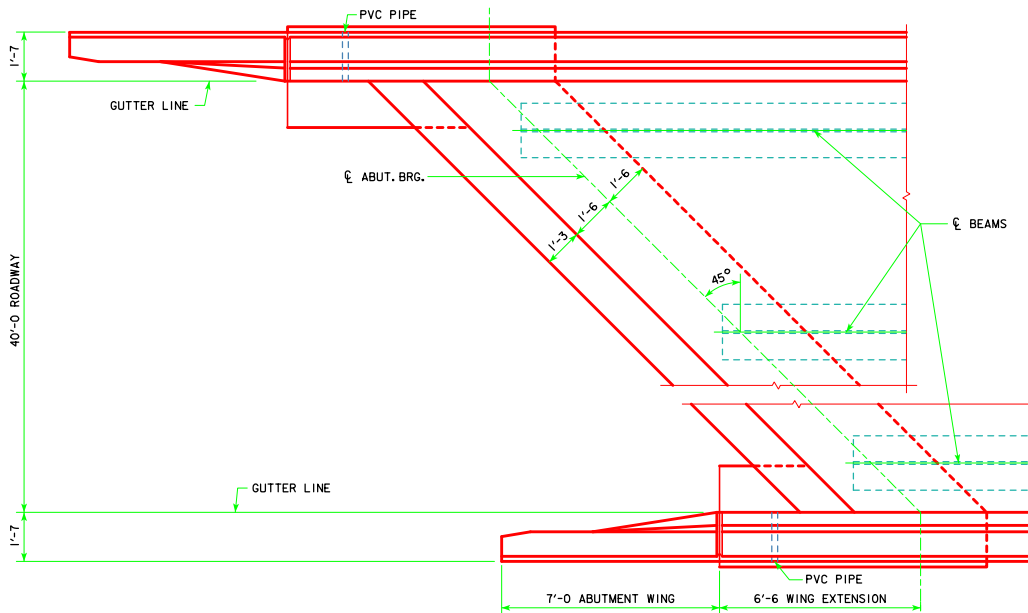 PVC PIPE
1'-7
GUTTER LINE
℄ ABUT. BRG.
1'-6
1'-6
1'-3
℄ BEAMS
45°
40'-0 ROADWAY
GUTTER LINE
1'-7
PVC PIPE
7'-0 ABUTMENT WING
6'-6 WING EXTENSION